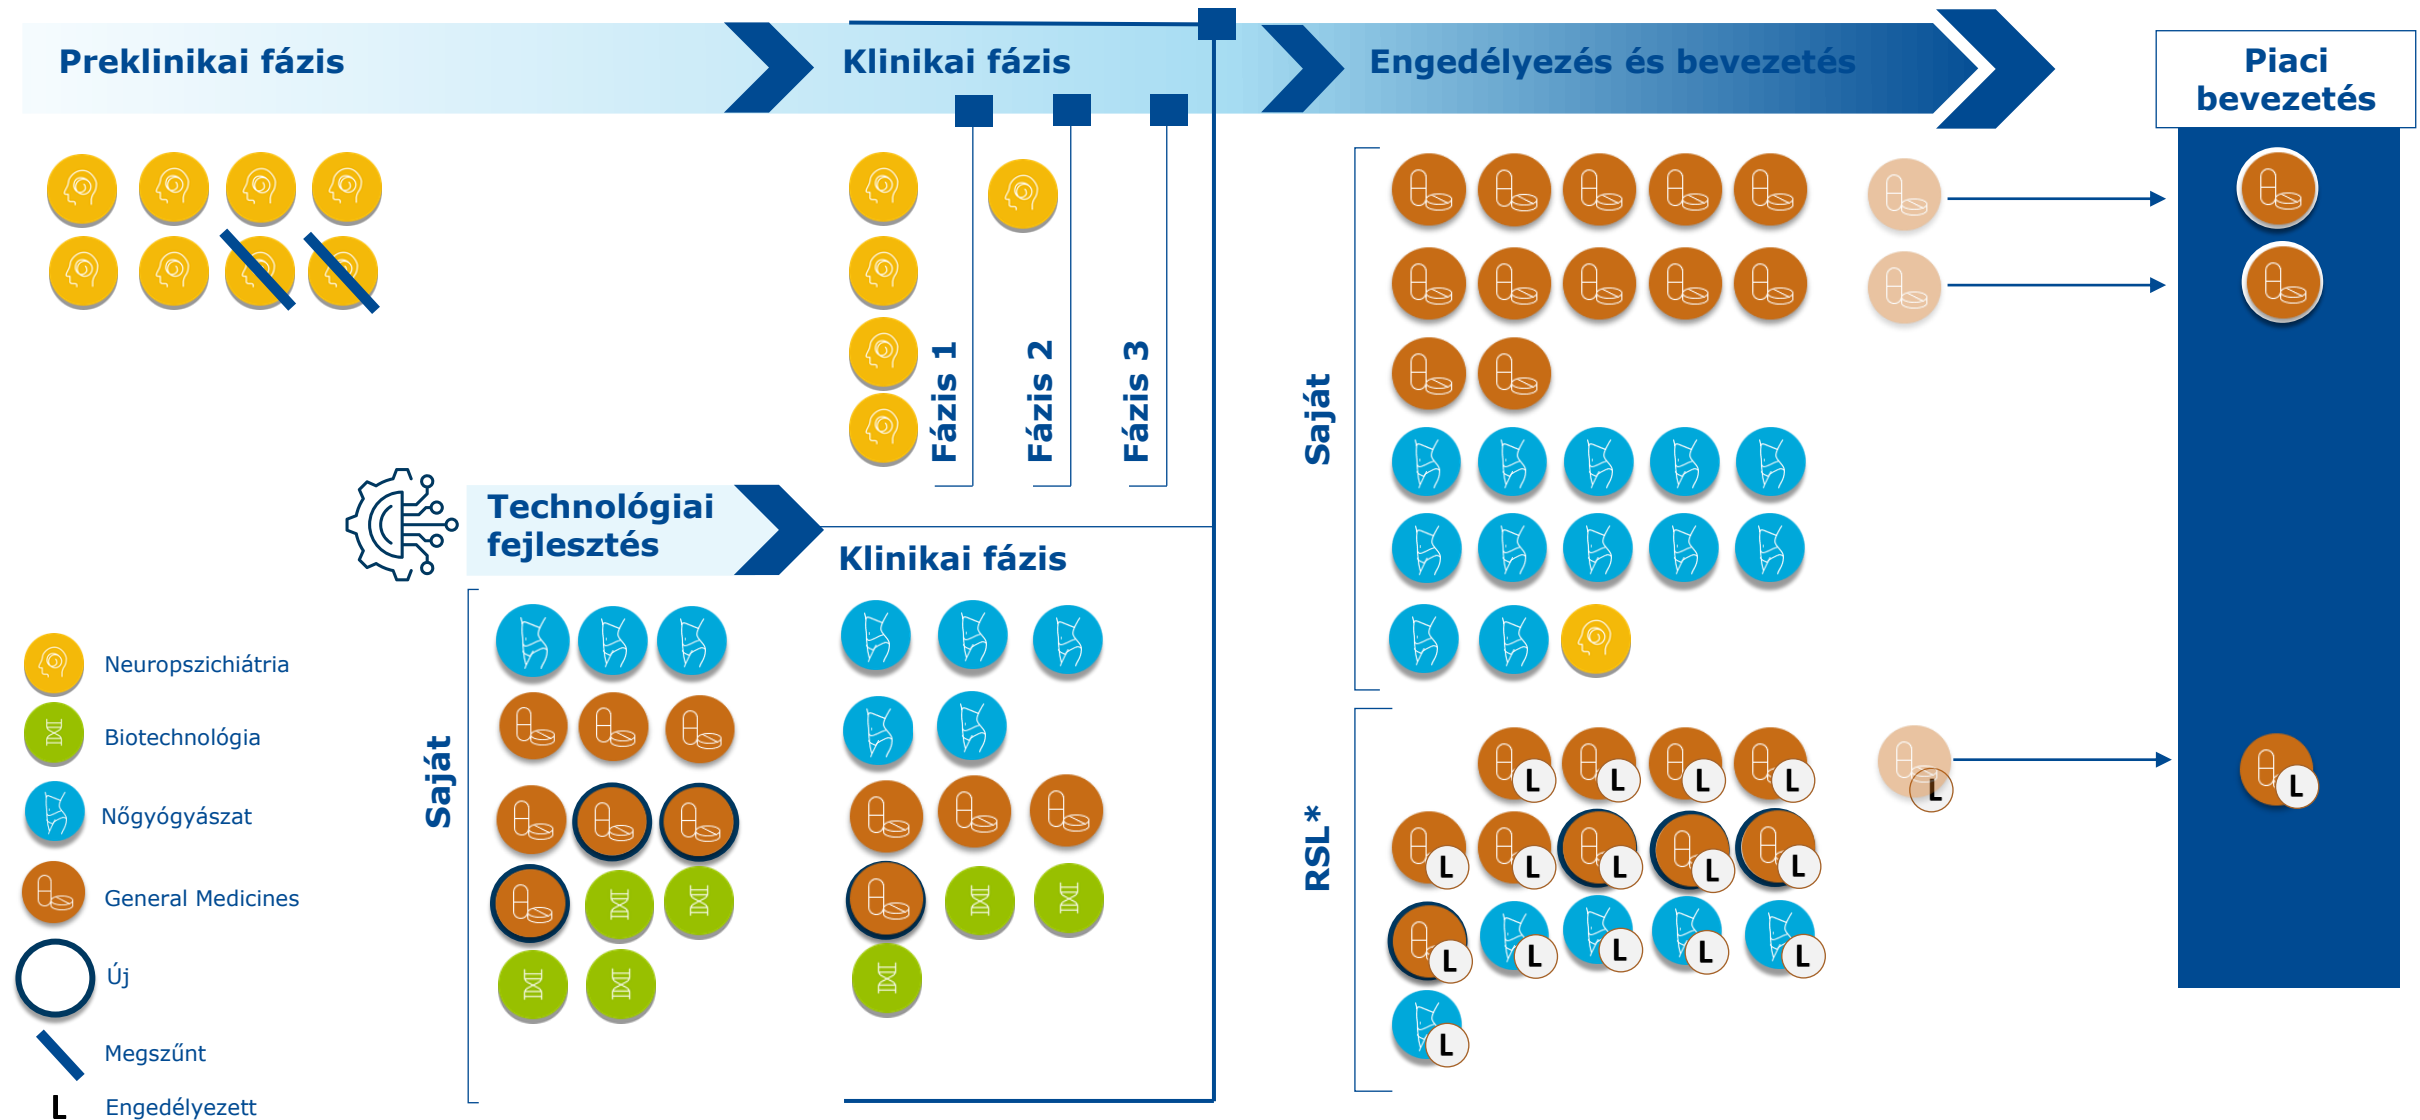 Preklinikai fázis
Klinikai fázis
Engedélyezés és bevezetés
Piaci
bevezetés
Fázis 1
Fázis 2
Fázis 3
Saját
Technológiai
fejlesztés
Klinikai fázis
Saját
Neuropszichiátria
Biotechnológia
Nőgyógyászat
General Medicines
Új
Megszűnt
L Engedélyezett
RSL*
L L L L L L
L L L L L
L L L L L
L